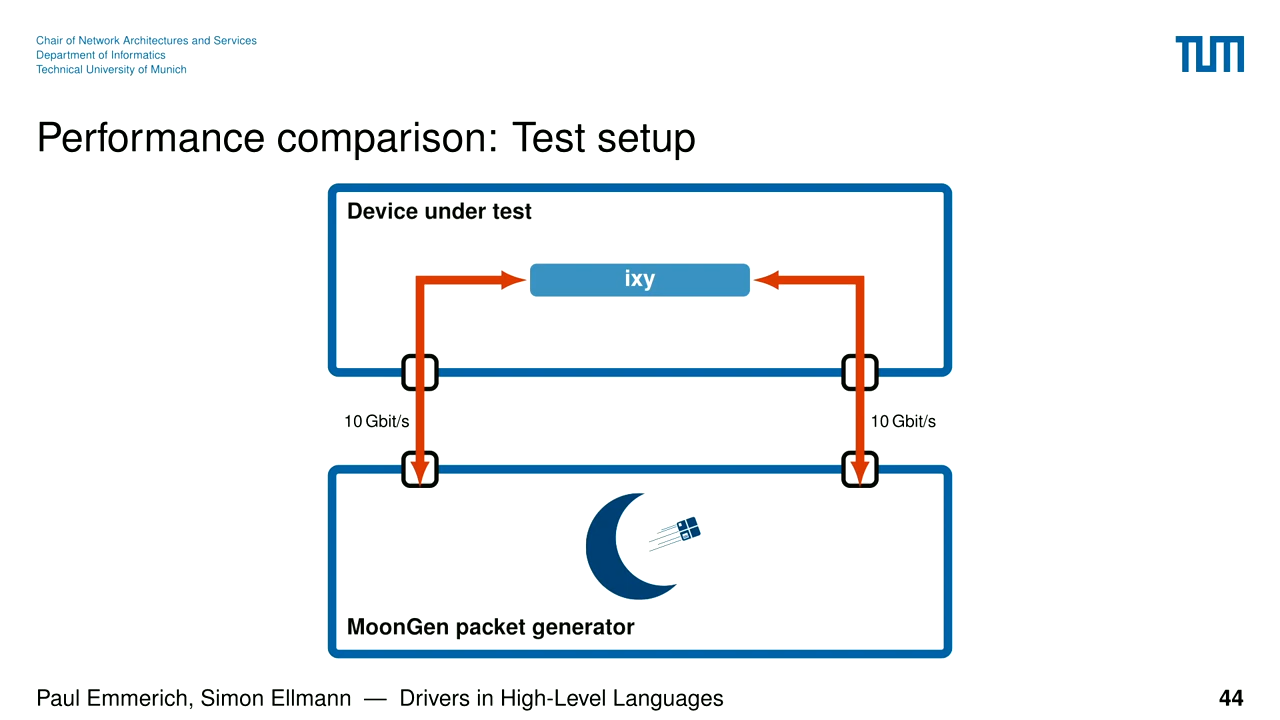 Chair of Network Architectures and Services
Department of Informatics
Technical University of Munich
TUM
Performance comparison: Test setup
Device under test
ixy
10 Gbit/s
10 Gbit/s
MoonGen packet generator
Paul Emmerich, Simon Ellmann — Drivers in High-Level Languages
44